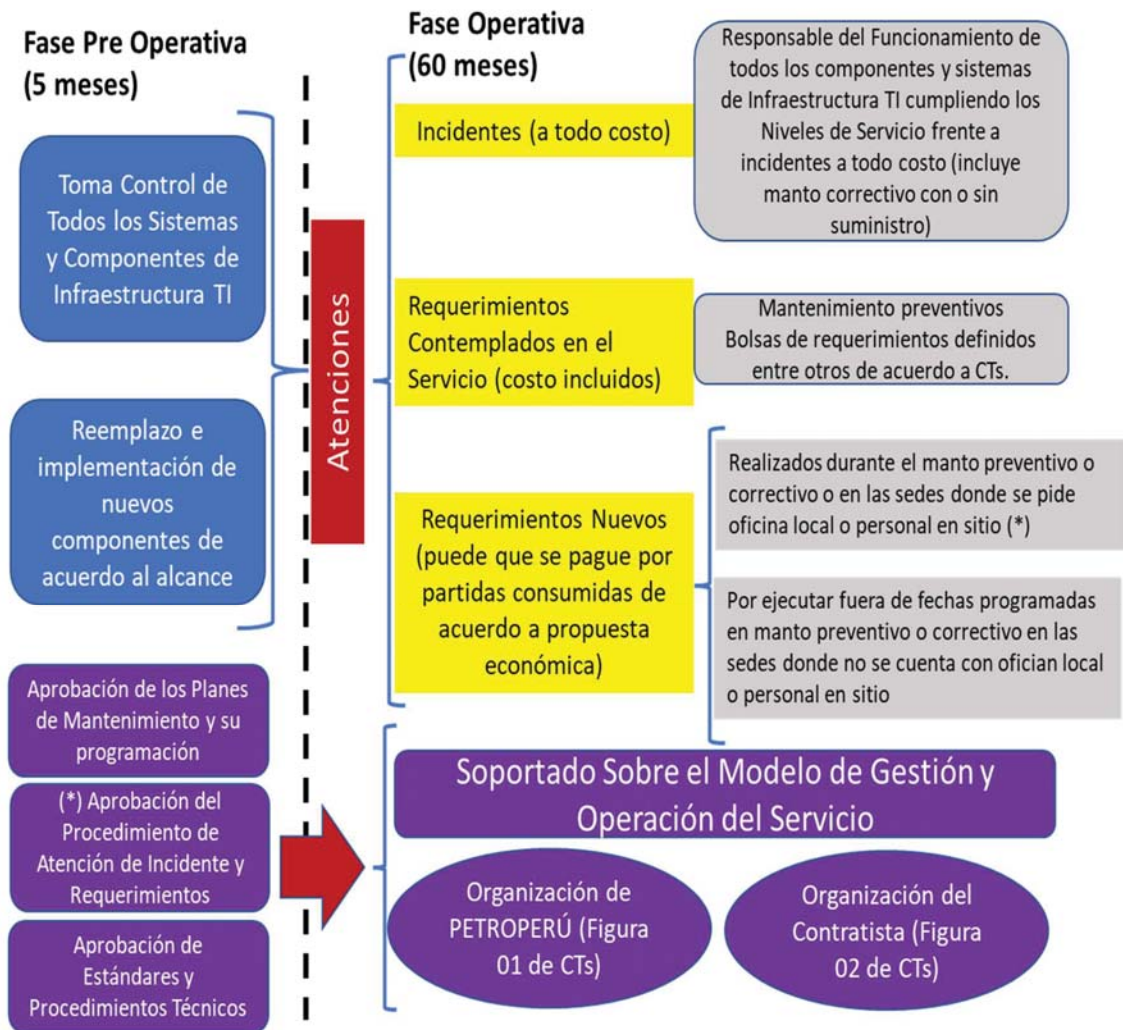 Fase Pre Operativa
(5 meses)
Toma Control de
Todos los Sistemas
y Componentes de
Infraestructura TI
Reemplazo e
implementación de
nuevos
componentes de
acuerdo al alcance
Aprobación de los Planes
de Mantenimiento y su
programación
(*) Aprobación del
Procedimiento de
Atención de Incidente y
Requerimientos
Aprobación de
Estándares y
Procedimientos Técnicos
Atenciones
Fase Operativa
(60 meses)
Incidentes (a todo costo)
Responsable del Funcionamiento de
todos los componentes y sistemas
de Infraestructura TI cumpliendo los
Niveles de Servicio frente a
incidentes a todo costo (incluye
manto correctivo con o sin
suministro)
Requerimientos
Contemplados en el
Servicio (costo incluidos)
Mantenimiento preventivos
Bolsas de requerimientos definidos
entre otros de acuerdo a CTs.
Requerimientos Nuevos
(puede que se pague por
partidas consumidas de
acuerdo a propuesta
económica)
Realizados durante el manto preventivo o
correctivo o en las sedes donde se pide
oficina local o personal en sitio (*)
Por ejecutar fuera de fechas programadas
en manto preventivo o correctivo en las
sedes donde no se cuenta con ofician local
o personal en sitio
Soportado Sobre el Modelo de Gestión y
Operación del Servicio
Organización de
PETROPERÚ (Figura
01 de CTs)
Organización del
Contratista (Figura
02 de CTs)